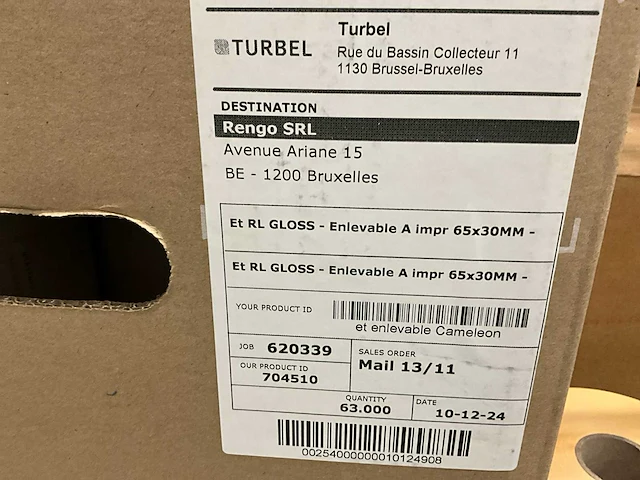 Turbel
TURBEL
Rue du Bassin Collecteur 11
1130 Brussel-Bruxelles
DESTINATION
Rengo SRL
Avenue Ariane 15
BE - 1200 Bruxelles
Et RL GLOSS - Enlevable A impr 65x30MM -
Et RL GLOSS - Enlevable A impr 65x30MM -
YOUR PRODUCT ID
et enlevable Cameleon
JOB 620339
SALES ORDER
Mail 13/11
OUR PRODUCT ID
704510
QUANTITY
63.000
DATE
10-12-24
00254000000010124908